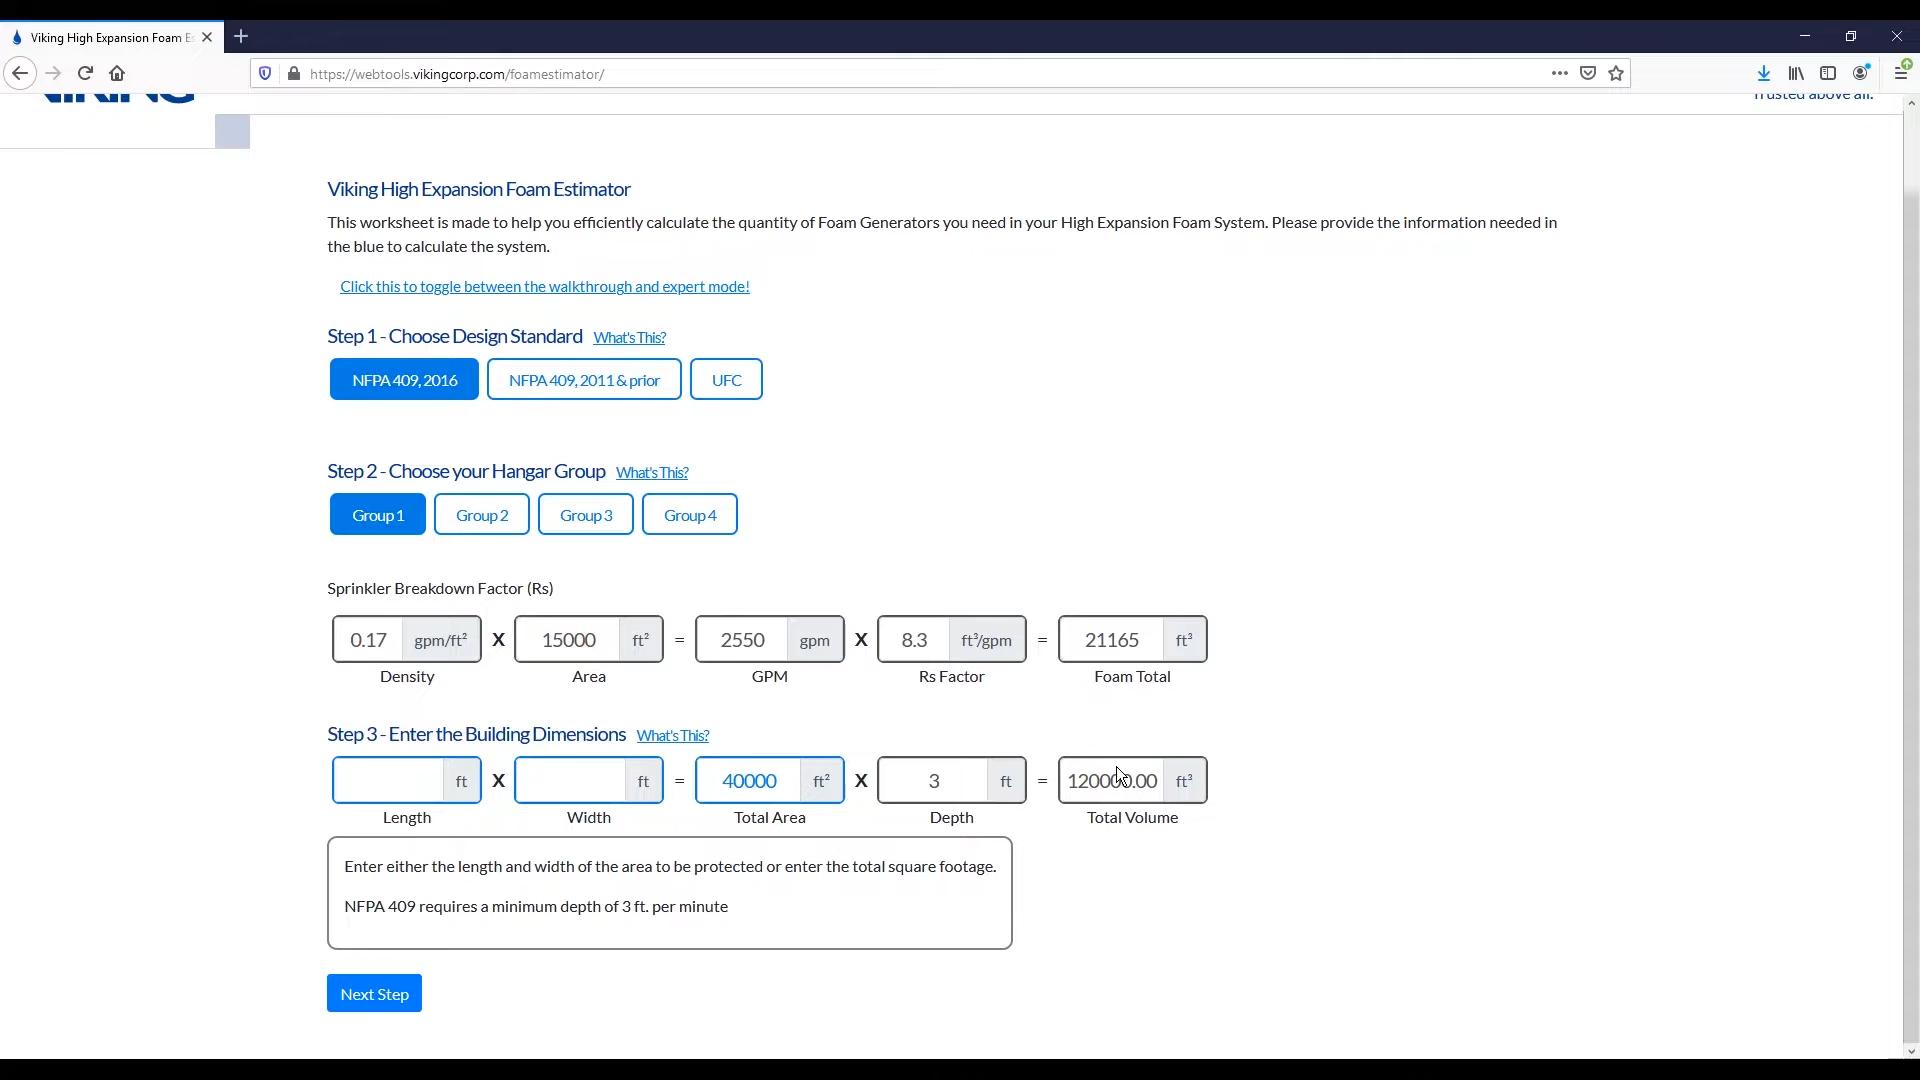 Viking High Expansion Foam Es
https://webtools.vikingcorp.com/foamestimator/
VIKING
Trusted above all.
Viking High Expansion Foam Estimator
This worksheet is made to help you efficiently calculate the quantity of Foam Generators you need in your High Expansion Foam System. Please provide the information needed in
the blue to calculate the system.
Click this to toggle between the walkthrough and expert mode!
Step 1 - Choose Design Standard What's This?
NFPA 409, 2016 NFPA 409, 2011 & prior UFC
Step 2 - Choose your Hangar Group What's This?
Group 1 Group 2 Group 3 Group 4
Sprinkler Breakdown Factor (Rs)
0.17 gpm/ft² X 15000 ft² = 2550 gpm X 8.3 ft³/gpm = 21165 ft³
Density Area GPM Rs Factor Foam Total
Step 3 - Enter the Building Dimensions What's This?
ft X ft = 40000 ft² X 3 ft = 120000.00 ft³
Length Width Total Area Depth Total Volume
Enter either the length and width of the area to be protected or enter the total square footage.
NFPA 409 requires a minimum depth of 3 ft. per minute
Next Step